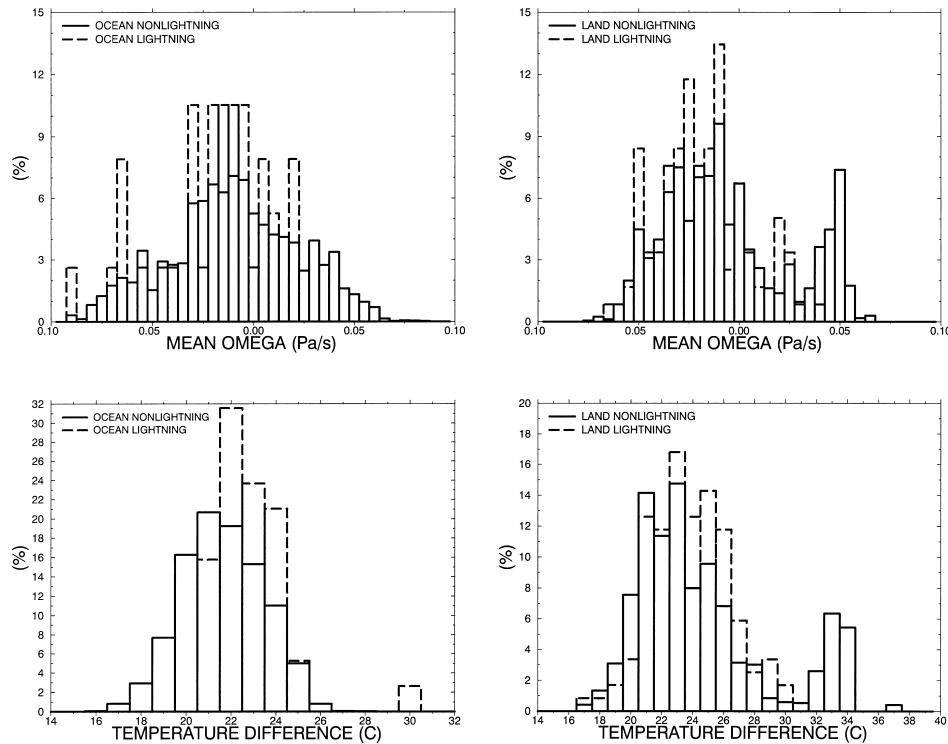 15
12
9
6
3
0
(%)
OCEAN NONLIGHTNING
OCEAN LIGHTNING
0.10 0.05 0.00 0.05 0.10
MEAN OMEGA (Pa/s)
15
12
9
6
3
0
(%)
LAND NONLIGHTNING
LAND LIGHTNING
0.10 0.05 0.00 0.05 0.10
MEAN OMEGA (Pa/s)
32
30
28
26
24
22
20
18
16
14
12
10
8
6
4
2
0
(%)
OCEAN NONLIGHTNING
OCEAN LIGHTNING
14 16 18 20 22 24 26 28 30 32
TEMPERATURE DIFFERENCE (C)
20
18
16
14
12
10
8
6
4
2
0
(%)
LAND NONLIGHTNING
LAND LIGHTNING
14 16 18 20 22 24 26 28 30 32 34 36 38 40
TEMPERATURE DIFFERENCE (C)